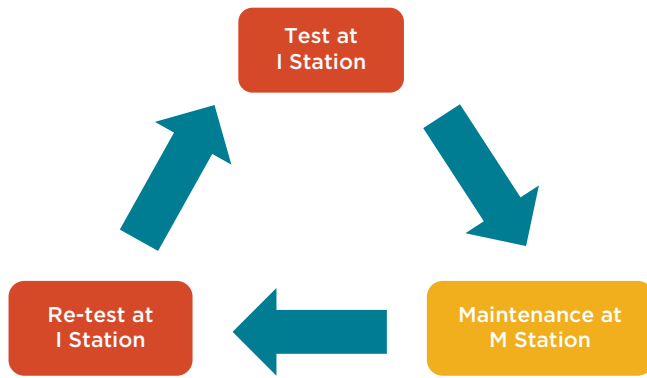 Test at
I Station
Maintenance at
M Station
Re-test at
I Station